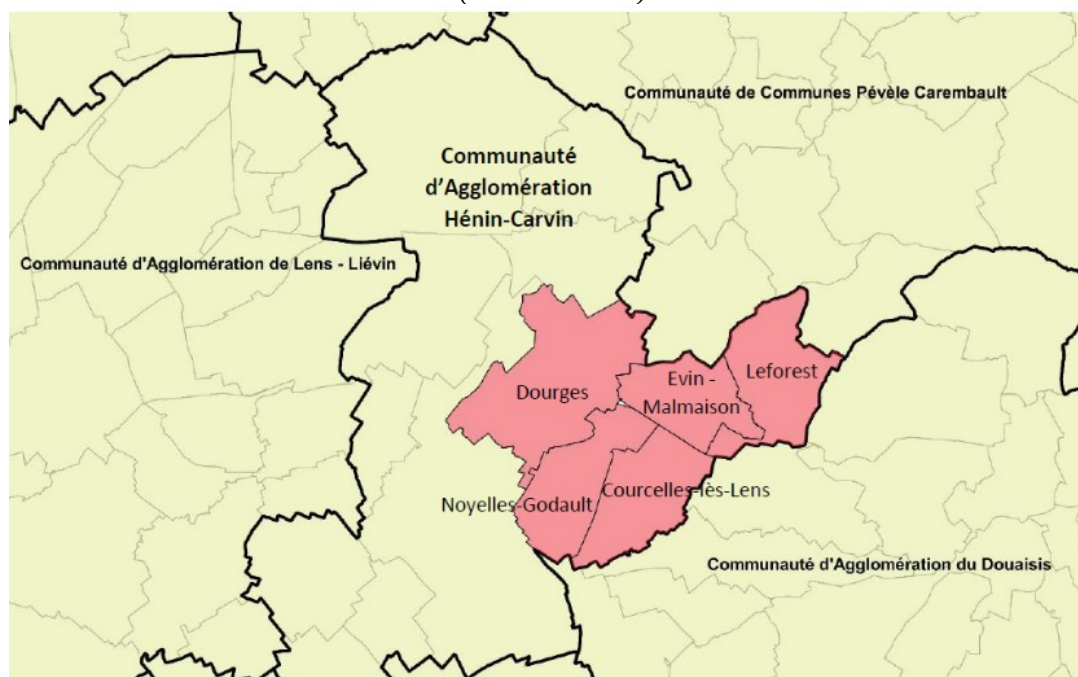 Communauté de Communes Pévèle Carembault
Communauté
d'Agglomération
Hénin-Carvin
Communauté d'Agglomération de Lens - Liévin
Leforest
Evin -
Malmaison
Dourges
Courcelles-lès-Lens
Noyelles-Godault
Communauté d'Agglomération du Douaisis